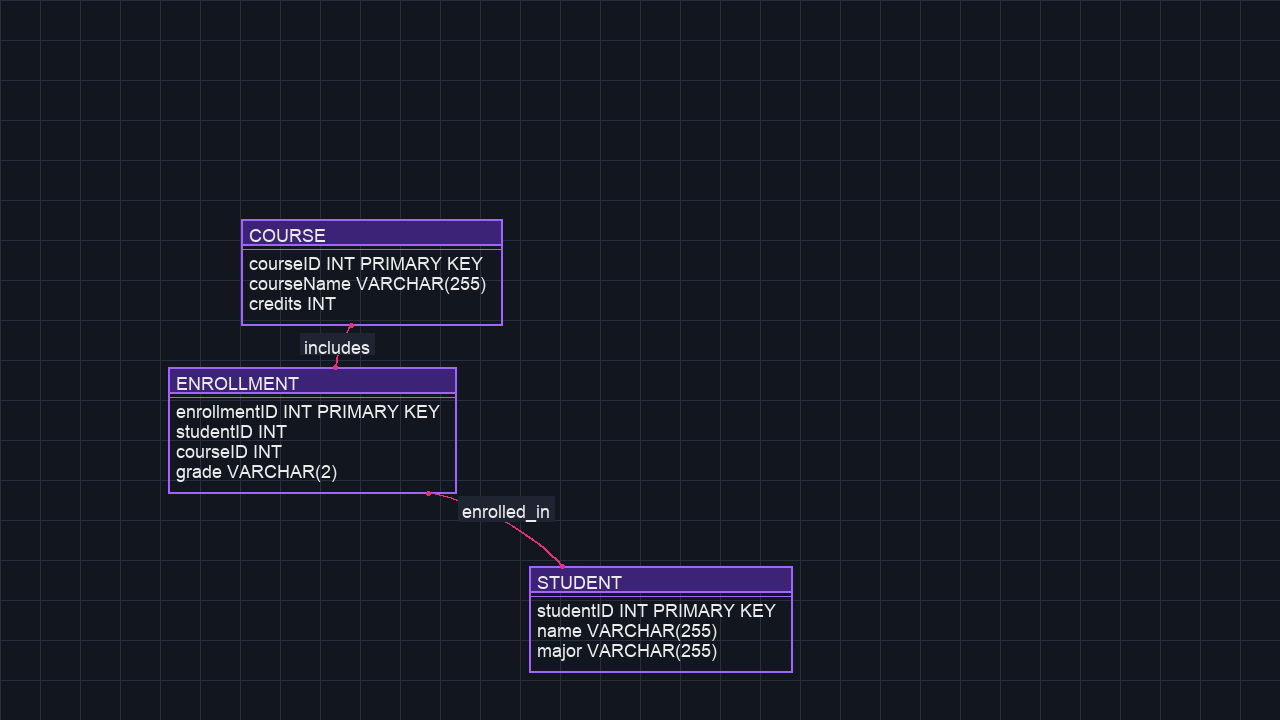 COURSE
courseID INT PRIMARY KEY
courseName VARCHAR(255)
credits INT
includes
ENROLLMENT
enrollmentID INT PRIMARY KEY
studentID INT
courseID INT
grade VARCHAR(2)
enrolled_in
STUDENT
studentID INT PRIMARY KEY
name VARCHAR(255)
major VARCHAR(255)